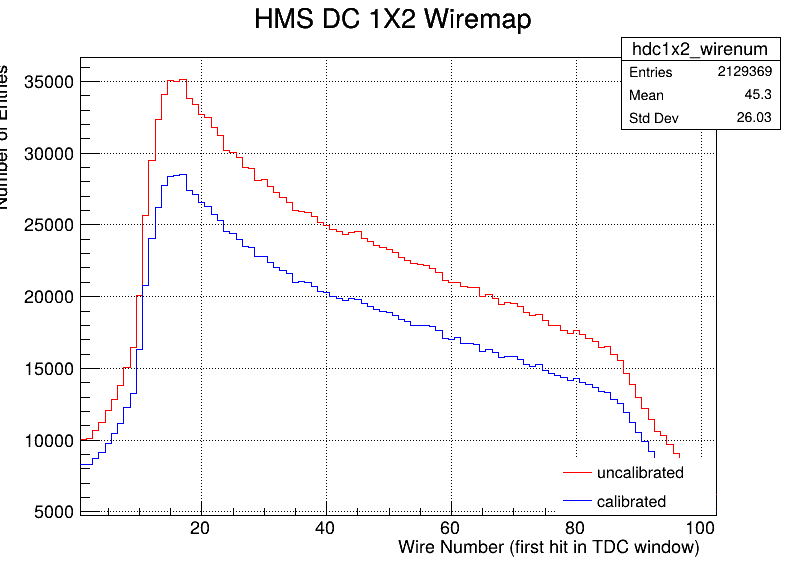 HMS DC 1X2 Wiremap
hdc1x2_wirenum
Entries 2129369
Mean 45.3
Std Dev 26.03
Number of Entries
35000
30000
25000
20000
15000
10000
5000
uncalibrated
calibrated
20 40 60 80 100
Wire Number (first hit in TDC window)